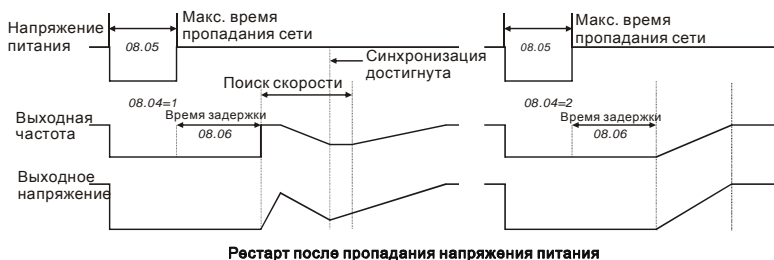 Напряжение
питания
08.05
Макс. время
пропадания сети
Синхронизация
достигнута
Поиск скорости
08.04=1
Время задержки
08.06
Выходная
частота
Выходное
напряжение
08.05
Макс. время
пропадания сети
08.04=2
Время задержки
08.06
Рестарт после пропадания напряжения питания